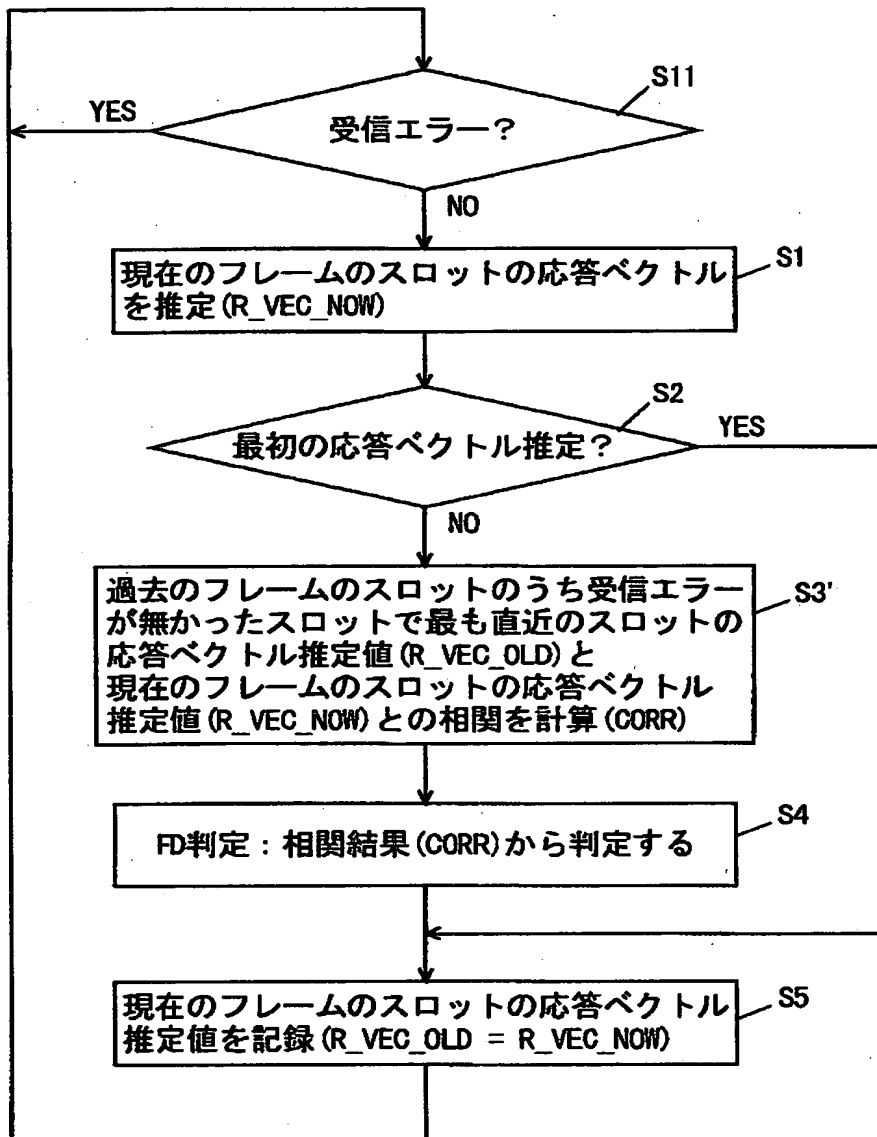 S11
YES
受信エラー?
NO
S1
現在のフレームのスロットの応答ベクトル
を推定(R_VEC_NOW)
S2
YES
最初の応答ベクトル推定?
NO
S3'
過去のフレームのスロットのうち受信エラー
が無かったスロットで最も直近のスロットの
応答ベクトル推定値(R_VEC_OLD)と
現在のフレームのスロットの応答ベクトル
推定値(R_VEC_NOW)との相関を計算(CORR)
S4
FD判定:相関結果(CORR)から判定する
S5
現在のフレームのスロットの応答ベクトル
推定値を記録(R_VEC_OLD = R_VEC_NOW)